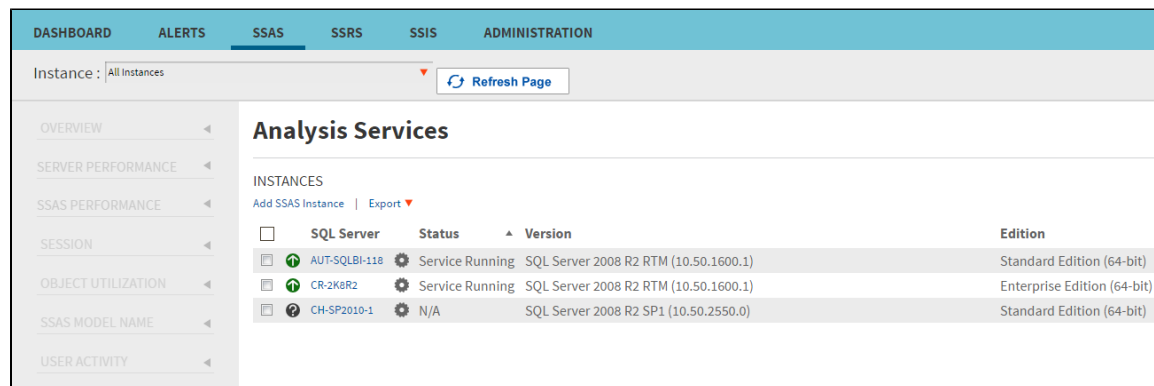 DASHBOARD ALERTS SSAS SSRS SSIS ADMINISTRATION
Instance : All Instances Refresh Page
OVERVIEW
SERVER PERFORMANCE
SSAS PERFORMANCE
SESSION
OBJECT UTILIZATION
SSAS MODEL NAME
USER ACTIVITY
Analysis Services
INSTANCES
Add SSAS Instance | Export
SQL Server Status Version Edition
AUT-SQLBI-118 Service Running SQL Server 2008 R2 RTM (10.50.1600.1) Standard Edition (64-bit)
CR-2K8R2 Service Running SQL Server 2008 R2 RTM (10.50.1600.1) Enterprise Edition (64-bit)
CH-SP2010-1 N/A SQL Server 2008 R2 SP1 (10.50.2550.0) Standard Edition (64-bit)